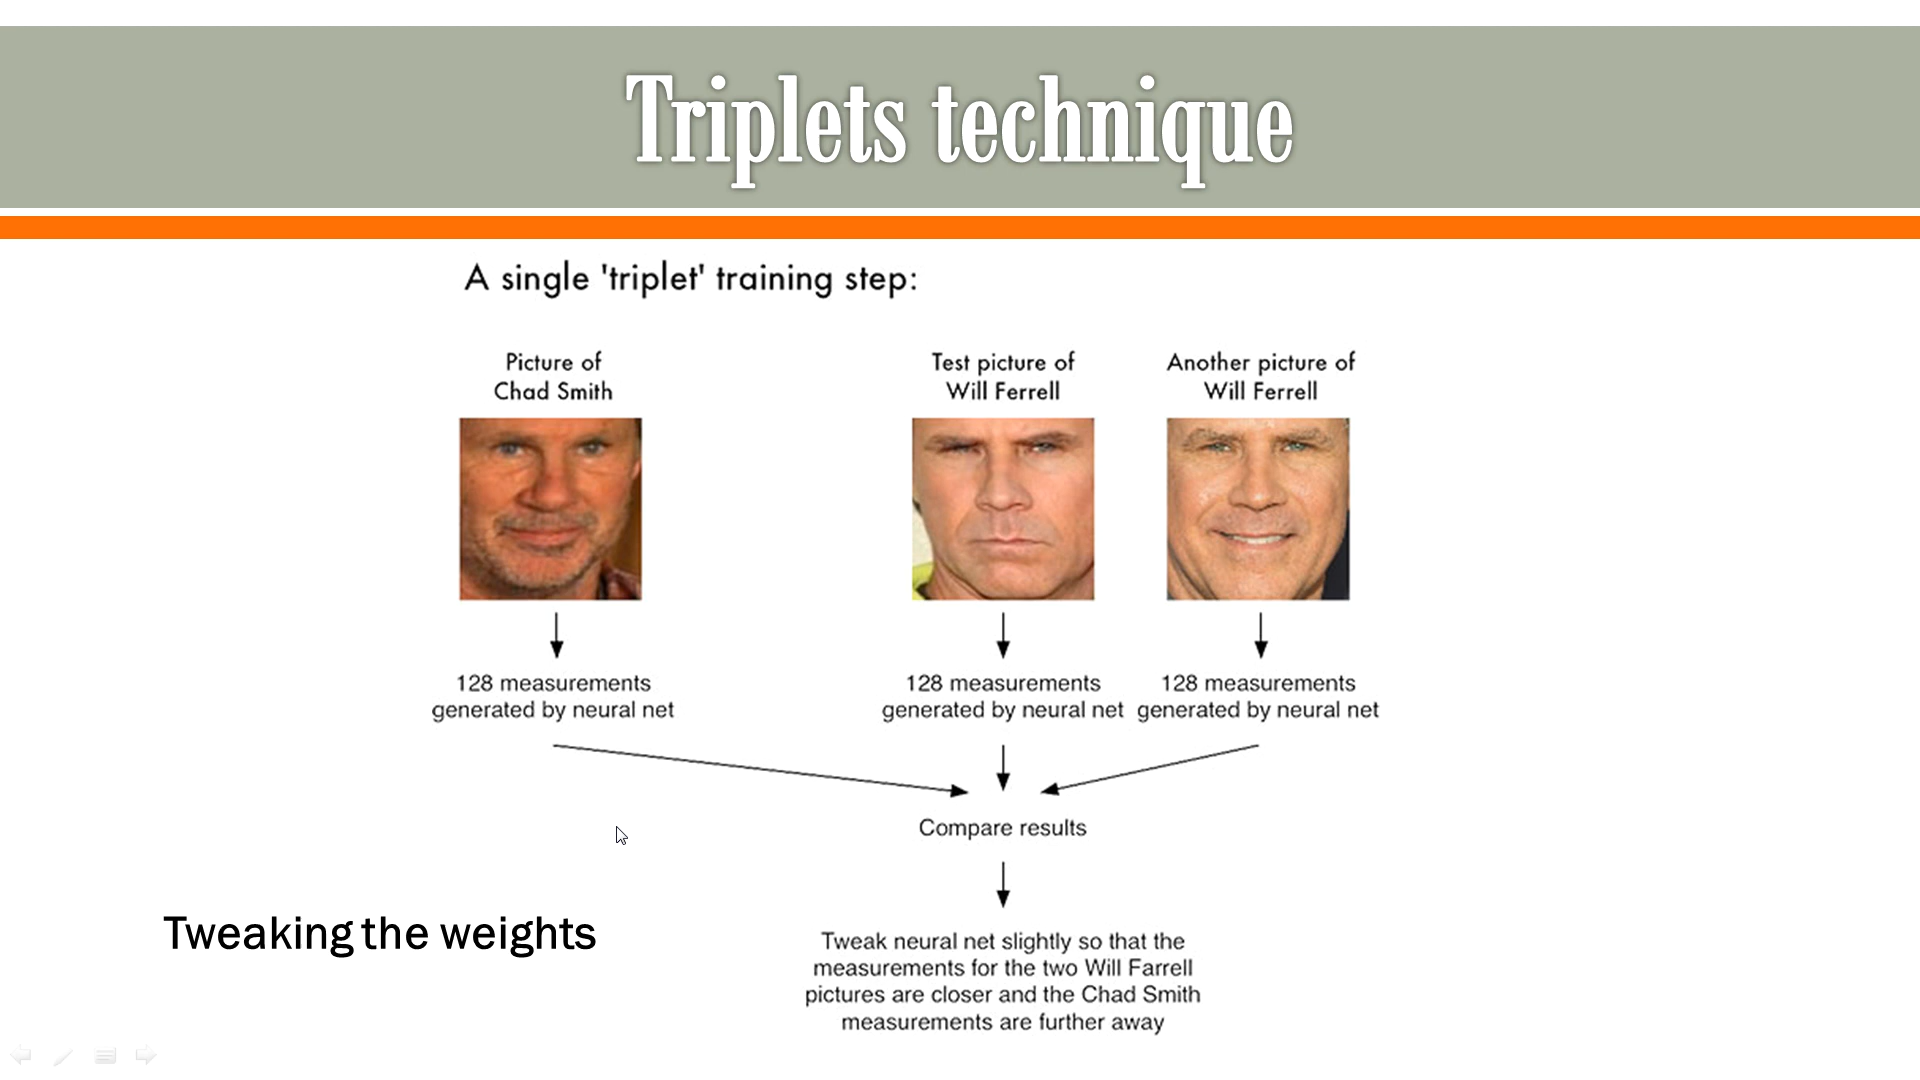 Triplets technique
A single 'triplet' training step:
Picture of
Chad Smith
Test picture of
Will Ferrell
Another picture of
Will Ferrell
128 measurements
generated by neural net
128 measurements
generated by neural net
128 measurements
generated by neural net
Compare results
Tweaking the weights
Tweak neural net slightly so that the
measurements for the two Will Farrell
pictures are closer and the Chad Smith
measurements are further away